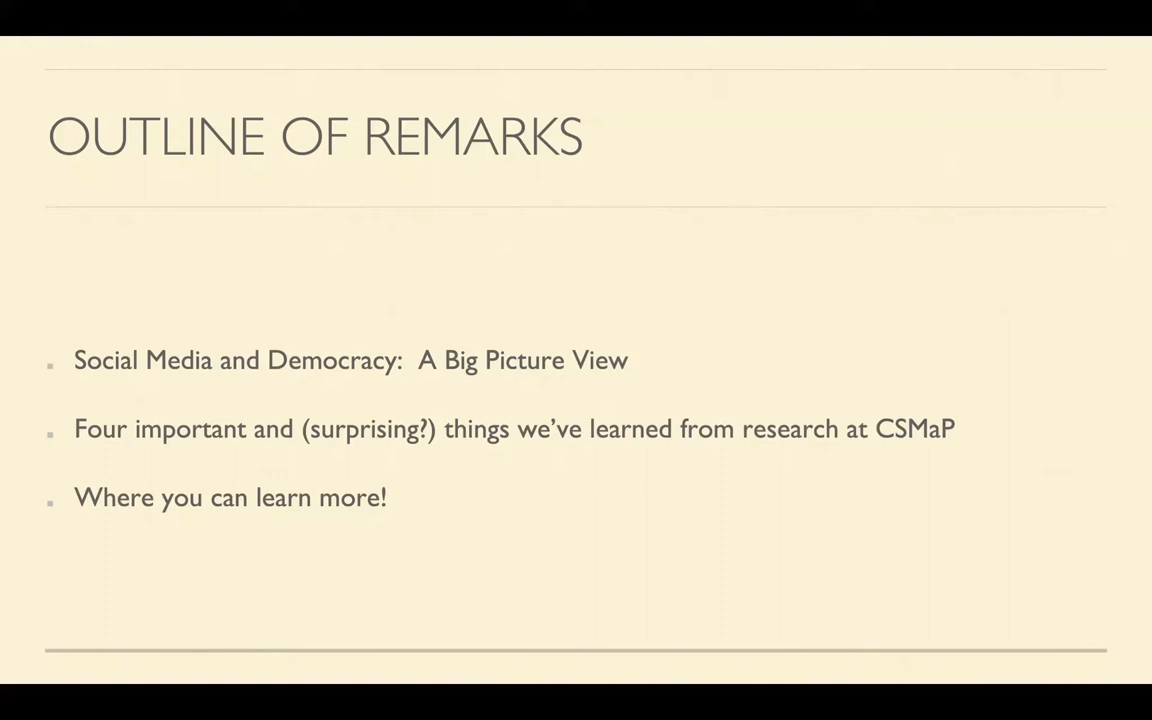 OUTLINE OF REMARKS
Social Media and Democracy:  A Big Picture View
Four important and (surprising?) things we’ve learned from research at CSMaP
Where you can learn more!